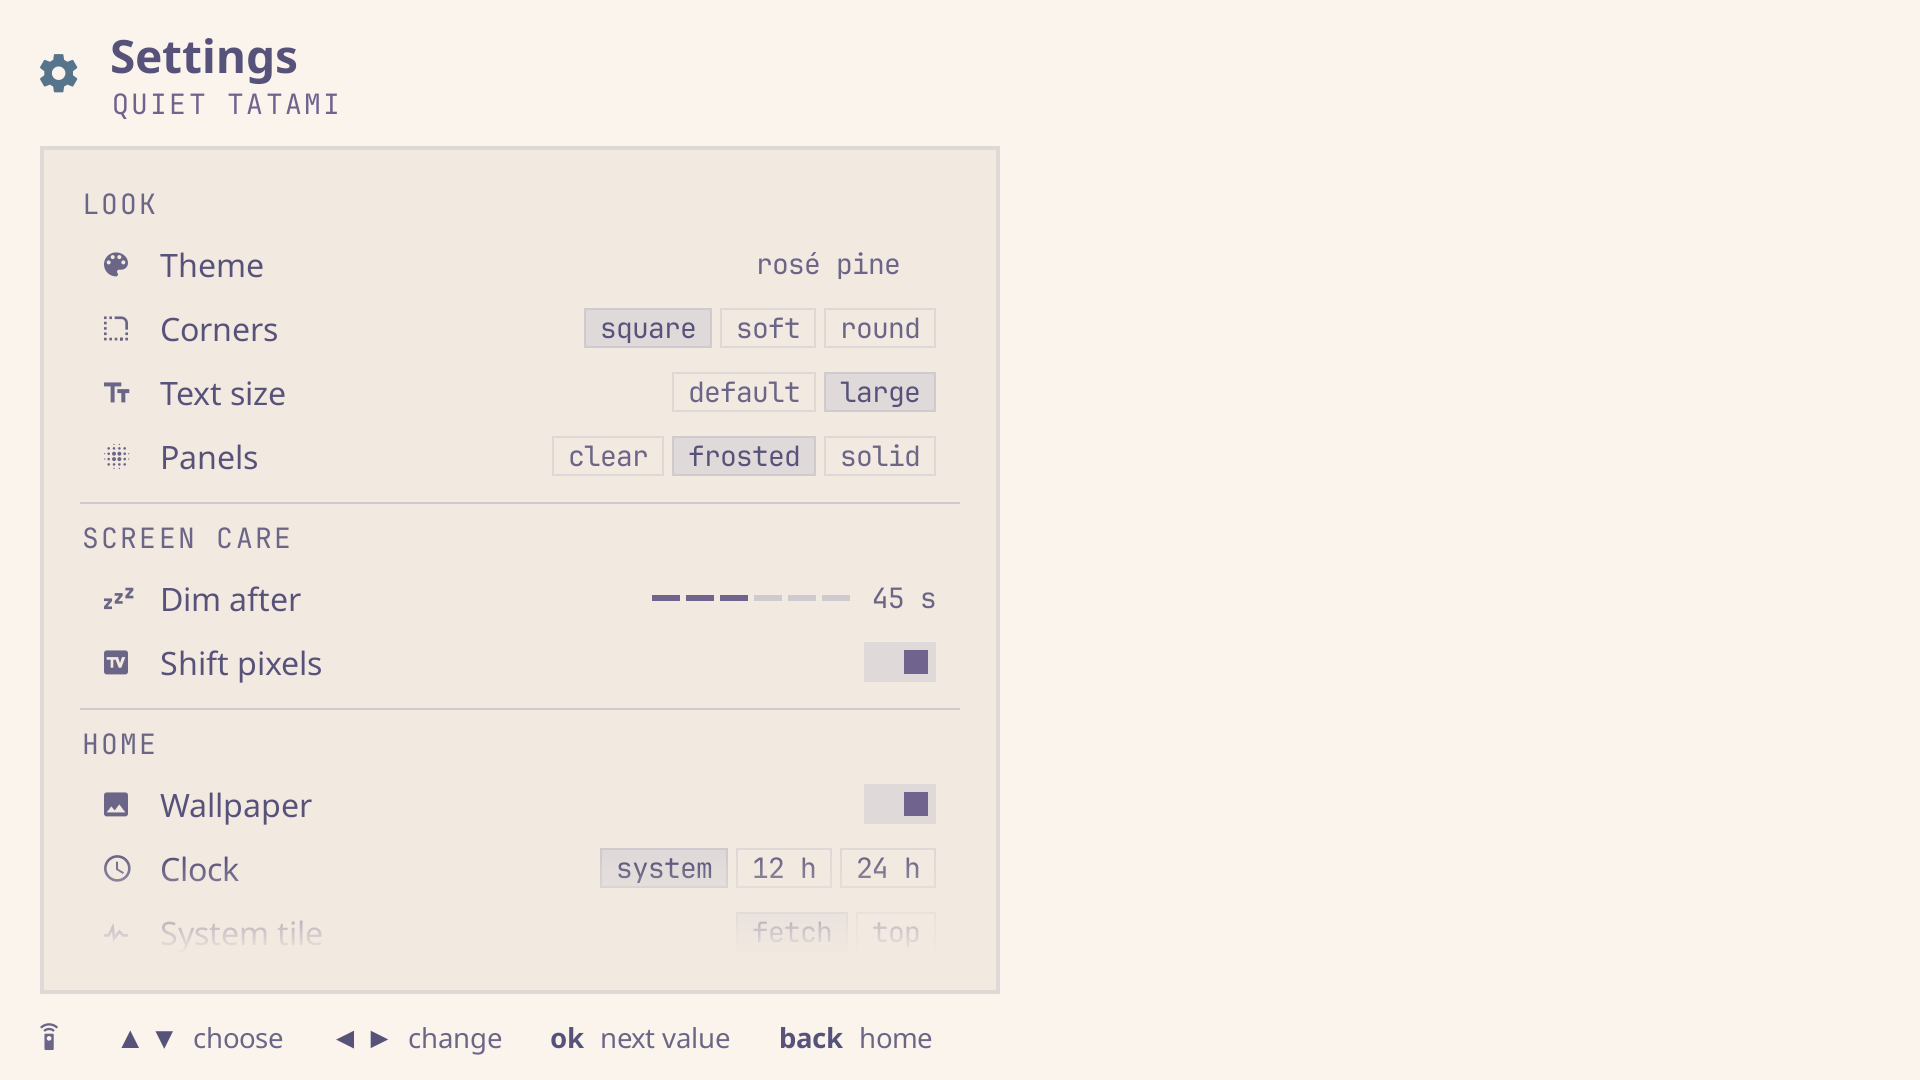 Settings
QUIET TATAMI
LOOK
Theme rosé pine
Corners square soft round
Text size default large
Panels clear frosted solid
SCREEN CARE
Dim after 45 s
Shift pixels
HOME
Wallpaper
Clock system 12 h 24 h
System tile fetch top
▲ ▼ choose ◀ ▶ change ok next value back home